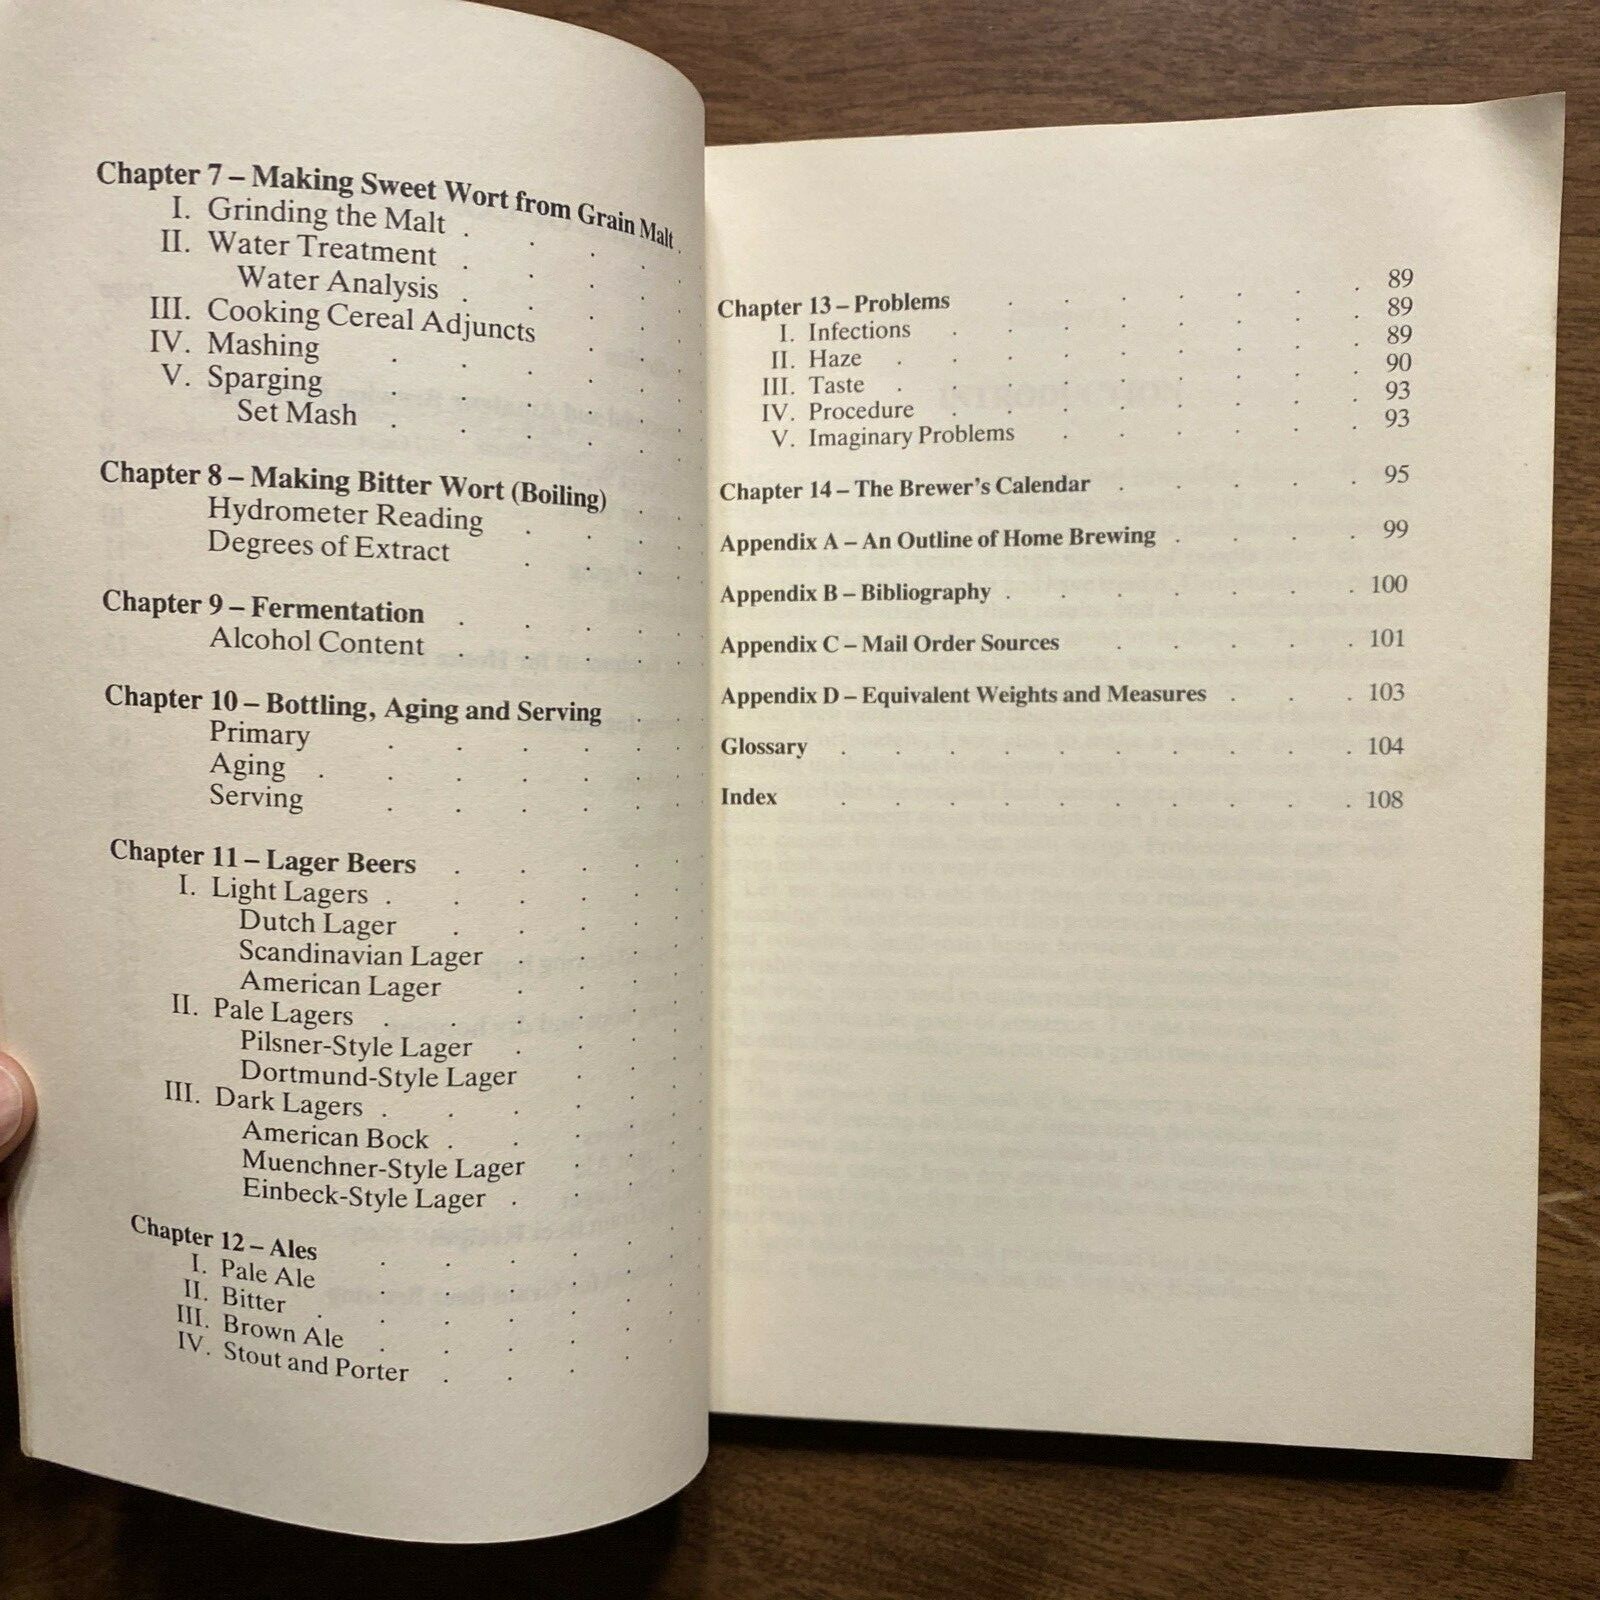 Chapter 7 – Making Sweet Wort from Grain Malt .
I. Grinding the Malt . . . . .
II. Water Treatment . . . . .
Water Analysis . . . . .
III. Cooking Cereal Adjuncts . .
IV. Mashing . . . . .
V. Sparging . . . . .
Set Mash . . . . .
Chapter 8 – Making Bitter Wort (Boiling) . .
Hydrometer Reading . . . .
Degrees of Extract . . . .
Chapter 9 – Fermentation . . . . .
Alcohol Content . . . . .
Chapter 10 – Bottling, Aging and Serving . .
Primary . . . . . .
Aging . . . . . . .
Serving . . . . . .
Chapter 11 – Lager Beers . . . . .
I. Light Lagers . . . . . .
Dutch Lager . . . . .
Scandinavian Lager . . . .
American Lager . . . .
II. Pale Lagers . . . . . .
Pilsner-Style Lager . . . .
Dortmund-Style Lager . . .
III. Dark Lagers . . . . . .
American Bock . . . . .
Muenchner-Style Lager . . .
Einbeck-Style Lager . . . .
Chapter 12 – Ales . . . . . .
I. Pale Ale . . . . .
II. Bitter . . . . . .
III. Brown Ale . . . . .
IV. Stout and Porter . . . .
Chapter 13 – Problems . . . . . . . 89
I. Infections . . . . . . . . 89
II. Haze . . . . . . . . . 89
III. Taste . . . . . . . . . 90
IV. Procedure . . . . . . . . 93
V. Imaginary Problems . . . . . . 93
Chapter 14 – The Brewer's Calendar . . . . . 95
Appendix A – An Outline of Home Brewing . . . . 99
Appendix B – Bibliography . . . . . . . 100
Appendix C – Mail Order Sources . . . . . 101
Appendix D – Equivalent Weights and Measures . . . 103
Glossary . . . . . . . . . . 104
Index . . . . . . . . . . 108